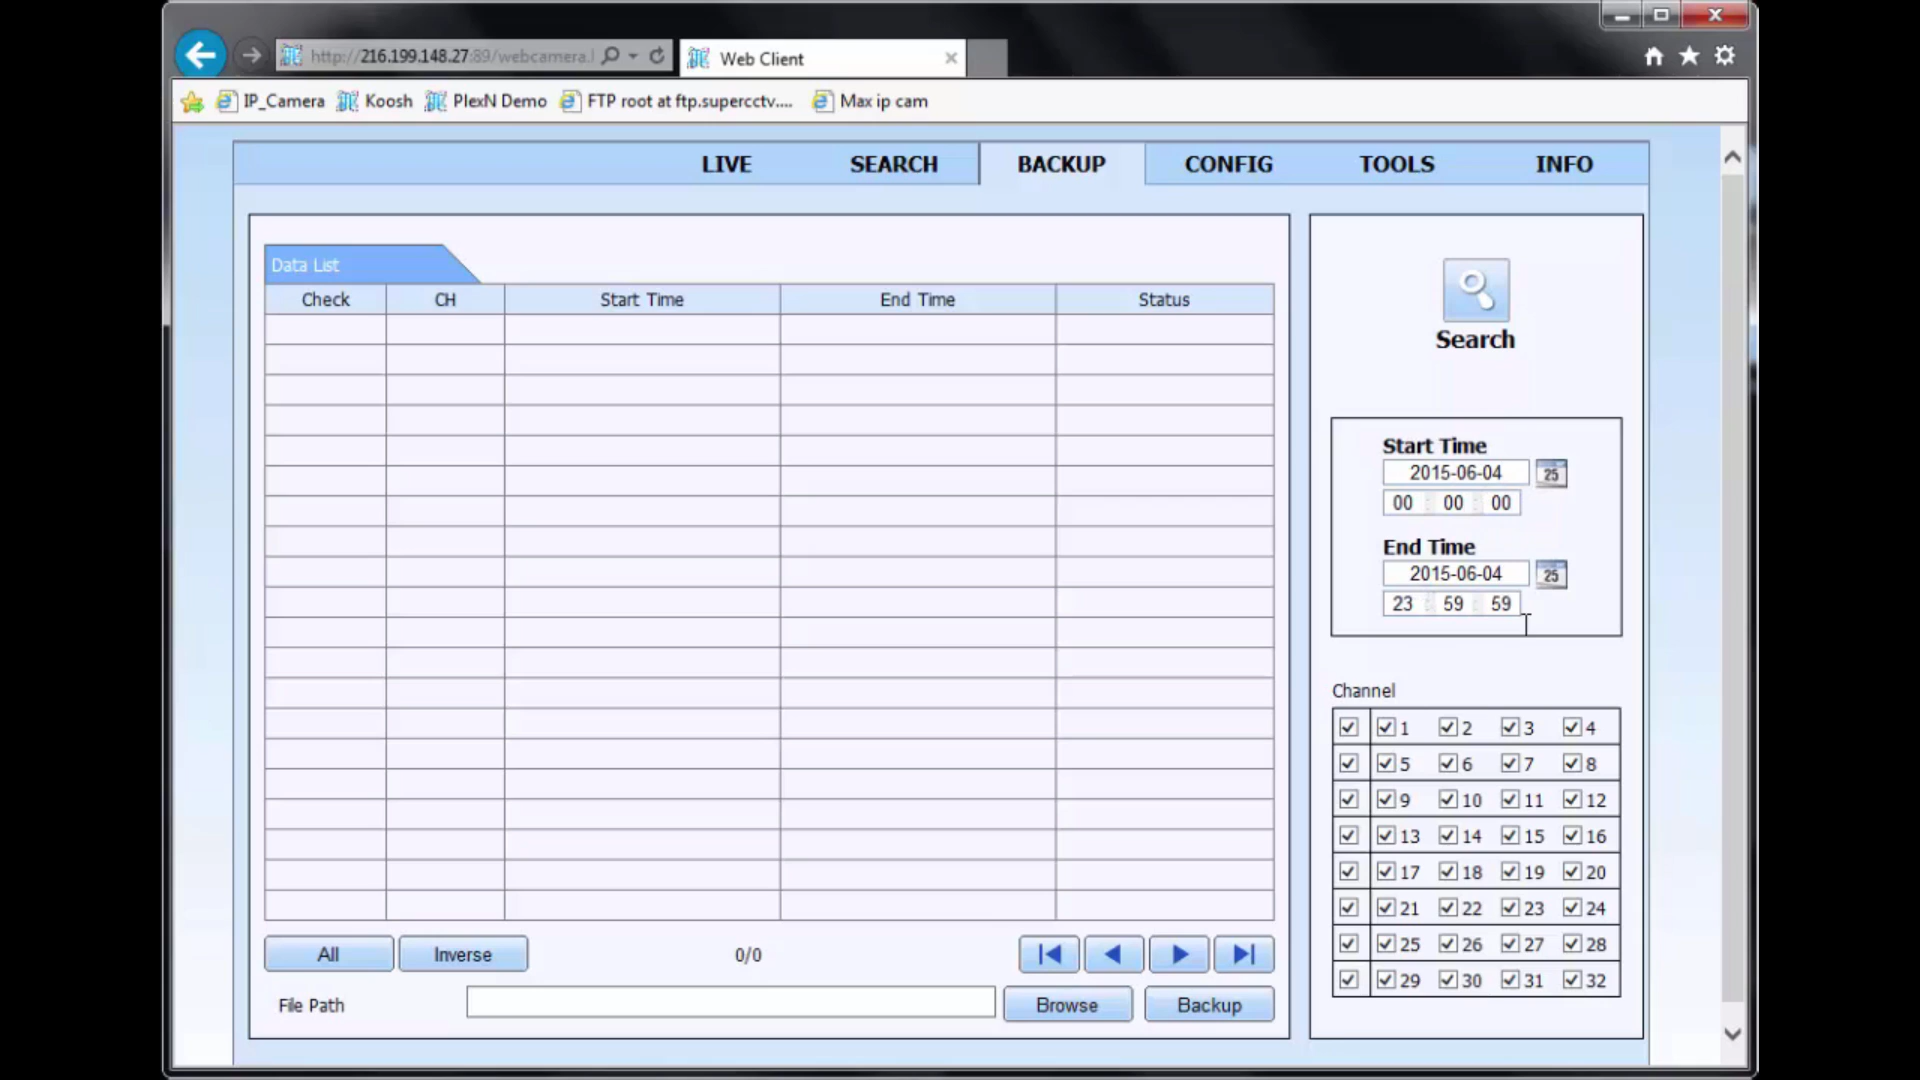 http://216.199.148.27:89/webcamera.l
Web Client
IP_Camera Koosh PlexN Demo FTP root at ftp.supercctv.... Max ip cam
LIVE SEARCH BACKUP CONFIG TOOLS INFO
Data List
Check CH Start Time End Time Status
All Inverse 0/0
File Path Browse Backup
Search
Start Time
2015-06-04 25
00 : 00 : 00
End Time
2015-06-04 25
23 : 59 : 59
Channel
1 2 3 4
5 6 7 8
9 10 11 12
13 14 15 16
17 18 19 20
21 22 23 24
25 26 27 28
29 30 31 32